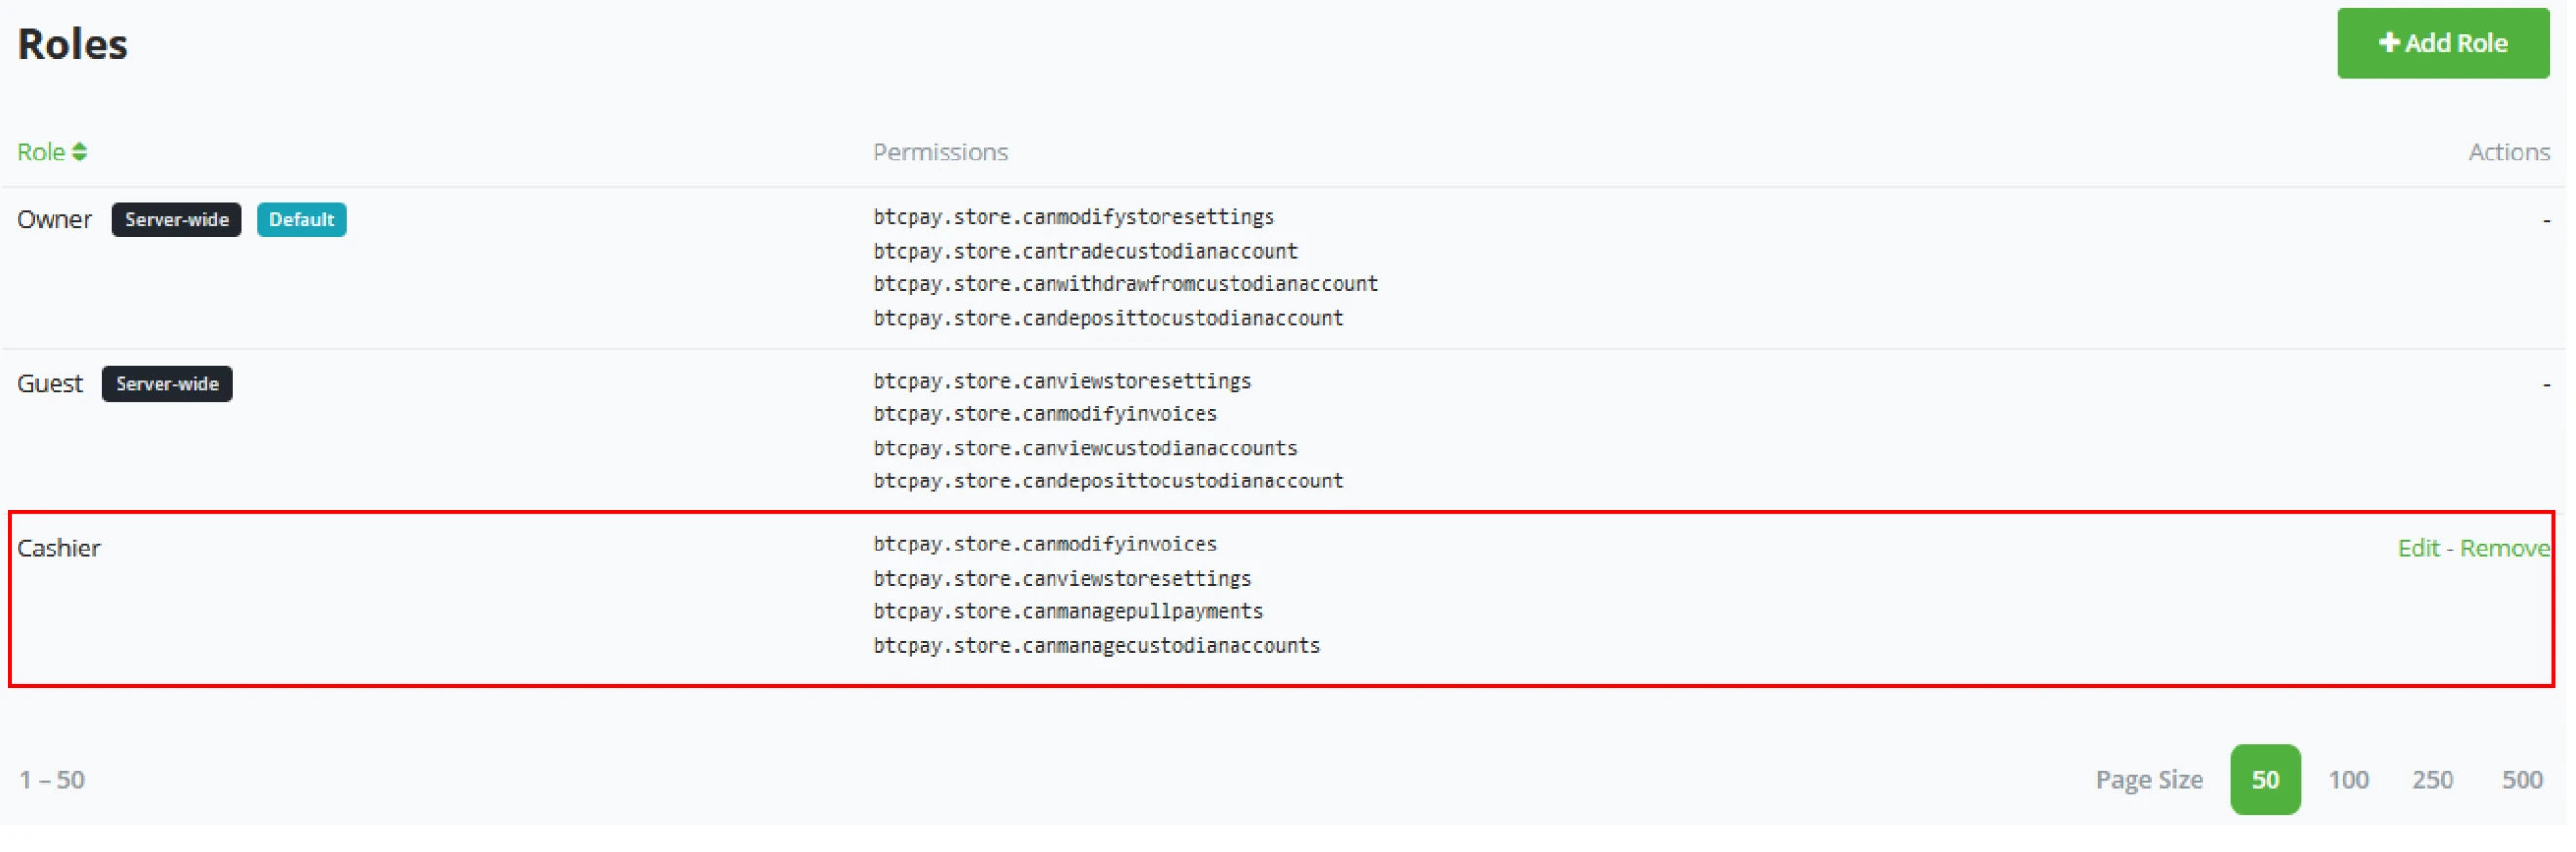 Roles
+ Add Role
Role Permissions Actions
Owner Server-wide Default btcpay.store.canmodifystoresettings -
btcpay.store.cantradecustodianaccount
btcpay.store.canwithdrawfromcustodianaccount
btcpay.store.candeposittocustodianaccount
Guest Server-wide btcpay.store.canviewstoresettings -
btcpay.store.canmodifyinvoices
btcpay.store.canviewcustodianaccounts
btcpay.store.candeposittocustodianaccount
Cashier btcpay.store.canmodifyinvoices Edit - Remove
btcpay.store.canviewstoresettings
btcpay.store.canmanagepullpayments
btcpay.store.canmanagecustodianaccounts
1 – 50 Page Size 50 100 250 500